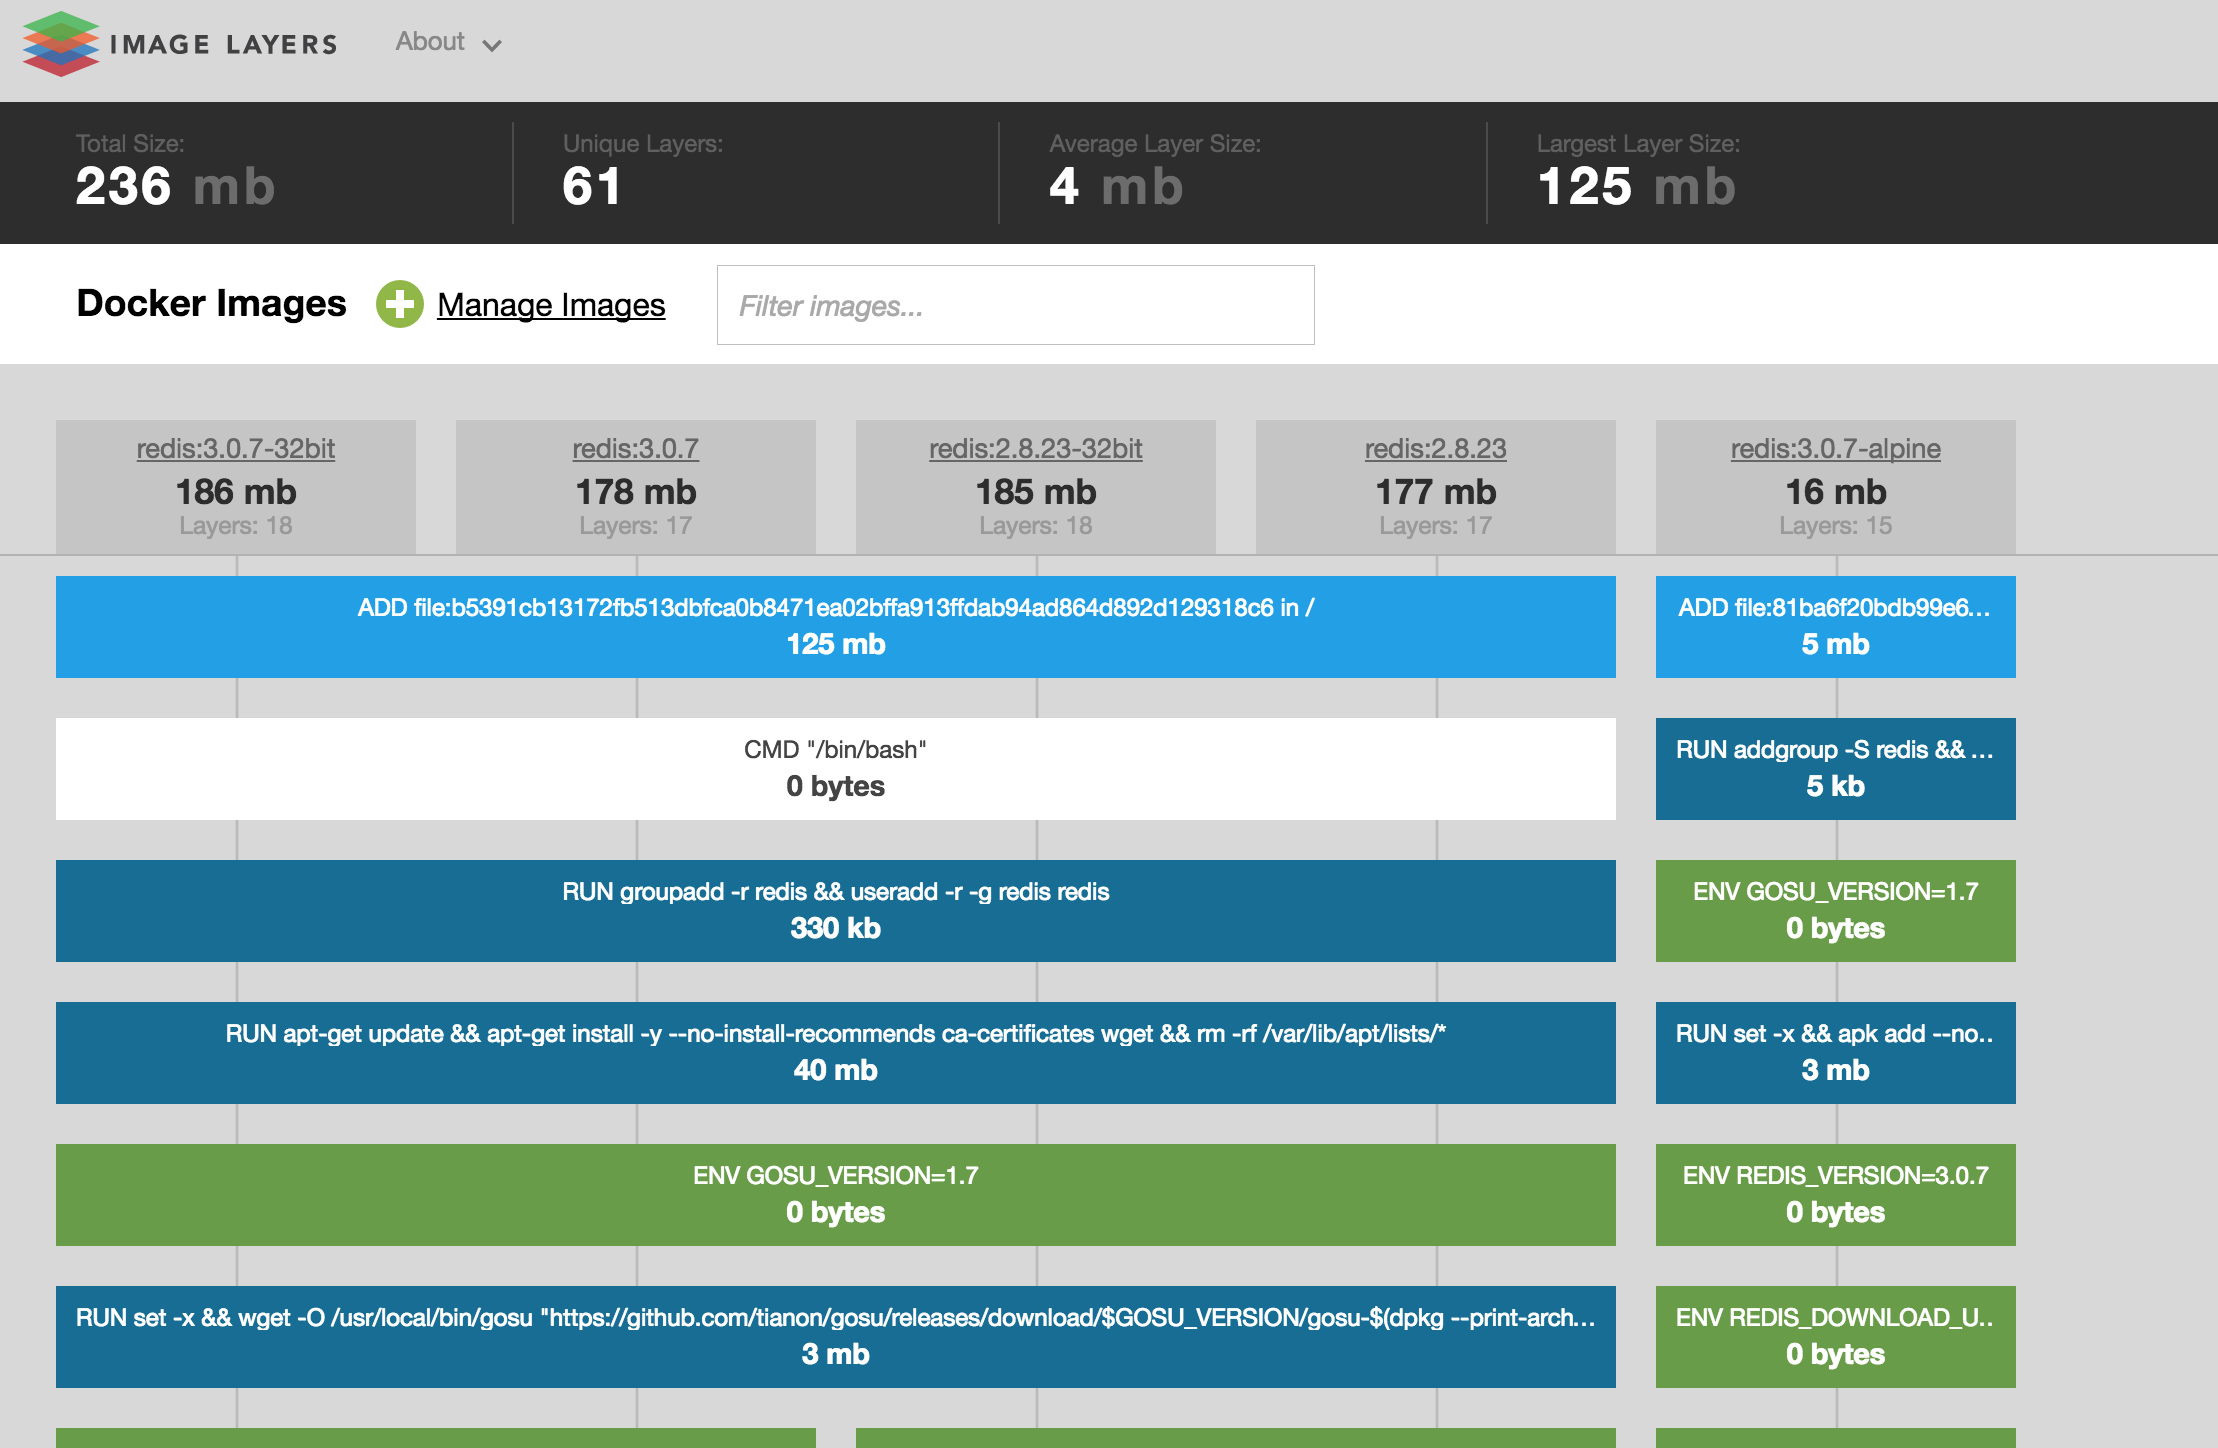 IMAGE LAYERS
About
Total Size:
236 mb
Unique Layers:
61
Average Layer Size:
4 mb
Largest Layer Size:
125 mb
Docker Images
Manage Images
Filter images...
redis:3.0.7-32bit
186 mb
Layers: 18
redis:3.0.7
178 mb
Layers: 17
redis:2.8.23-32bit
185 mb
Layers: 18
redis:2.8.23
177 mb
Layers: 17
redis:3.0.7-alpine
16 mb
Layers: 15
ADD file:b5391cb13172fb513dbfca0b8471ea02bffa913ffdab94ad864d892d129318c6 in /
125 mb
ADD file:81ba6f20bdb99e6...
5 mb
CMD "/bin/bash"
0 bytes
RUN addgroup -S redis && ...
5 kb
RUN groupadd -r redis && useradd -r -g redis redis
330 kb
ENV GOSU_VERSION=1.7
0 bytes
RUN apt-get update && apt-get install -y --no-install-recommends ca-certificates wget && rm -rf /var/lib/apt/lists/*
40 mb
RUN set -x && apk add --no..
3 mb
ENV GOSU_VERSION=1.7
0 bytes
ENV REDIS_VERSION=3.0.7
0 bytes
RUN set -x && wget -O /usr/local/bin/gosu "https://github.com/tianon/gosu/releases/download/$GOSU_VERSION/gosu-$(dpkg --print-arch...
3 mb
ENV REDIS_DOWNLOAD_U..
0 bytes